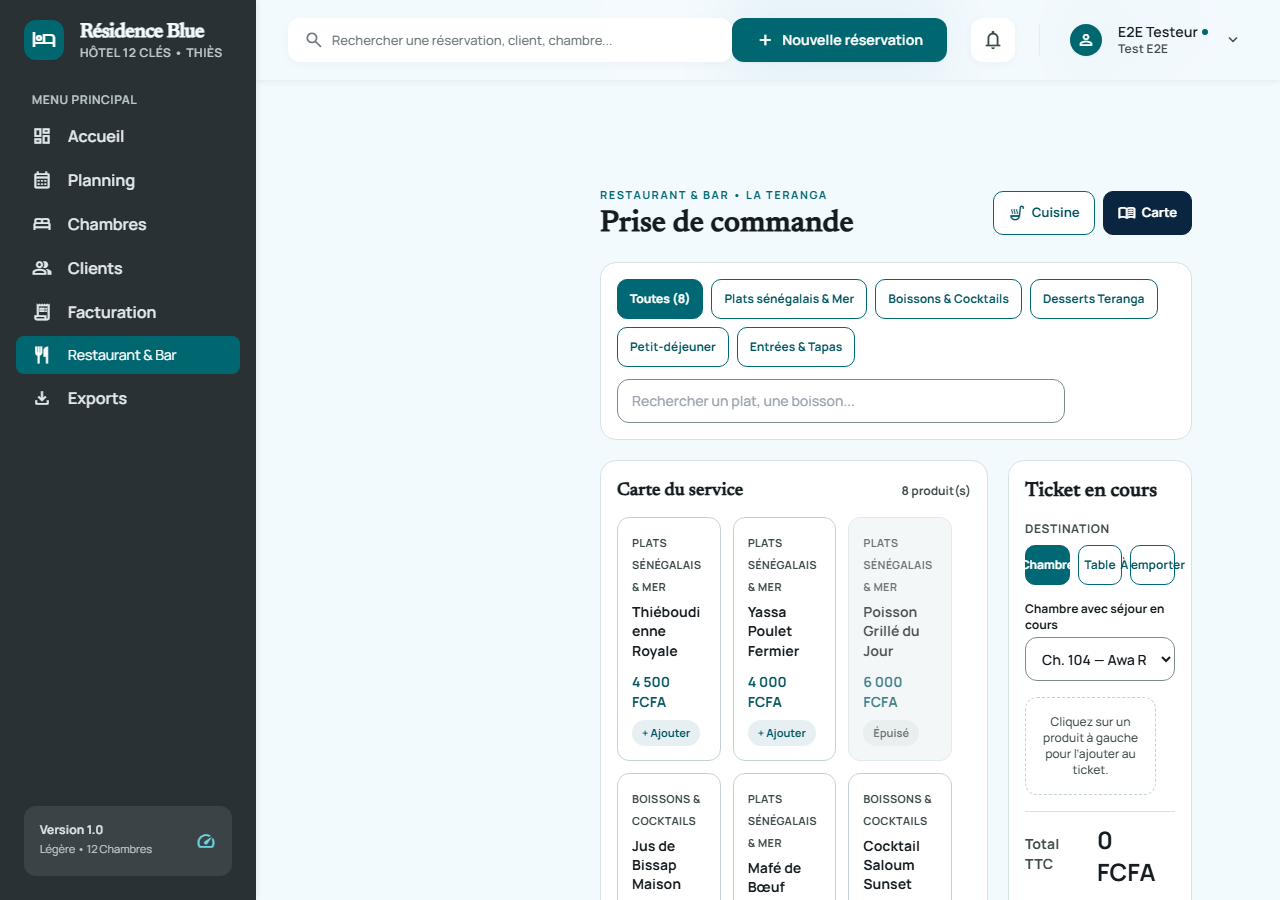 Résidence Blue
HÔTEL 12 CLÉS • THIÈS
MENU PRINCIPAL
Accueil
Planning
Chambres
Clients
Facturation
Restaurant & Bar
Exports
Version 1.0
Légère • 12 Chambres
Rechercher une réservation, client, chambre...
+ Nouvelle réservation
E2E Testeur
Test E2E
RESTAURANT & BAR • LA TERANGA
Prise de commande
Cuisine
Carte
Toutes (8)
Plats sénégalais & Mer
Boissons & Cocktails
Desserts Teranga
Petit-déjeuner
Entrées & Tapas
Rechercher un plat, une boisson...
Carte du service
8 produit(s)
PLATS
SÉNÉGALAIS
& MER
Thiéboudi
enne
Royale
4 500
FCFA
+ Ajouter
PLATS
SÉNÉGALAIS
& MER
Yassa
Poulet
Fermier
4 000
FCFA
+ Ajouter
PLATS
SÉNÉGALAIS
& MER
Poisson
Grillé du
Jour
6 000
FCFA
Épuisé
BOISSONS &
COCKTAILS
Jus de
Bissap
Maison
PLATS
SÉNÉGALAIS
& MER
Mafé de
Bœuf
BOISSONS &
COCKTAILS
Cocktail
Saloum
Sunset
Ticket en cours
DESTINATION
Chambre
Table
À emporter
Chambre avec séjour en
cours
Ch. 104 — Awa R
Cliquez sur un
produit à gauche
pour l'ajouter au
ticket.
Total
TTC
0
FCFA